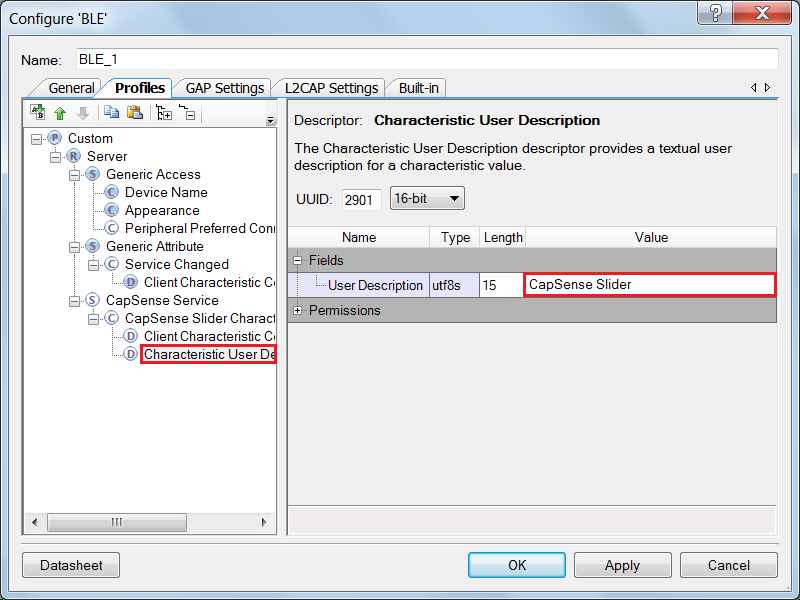 Configure 'BLE'
Name: BLE_1
General Profiles GAP Settings L2CAP Settings Built-in
Custom
Server
Generic Access
Device Name
Appearance
Peripheral Preferred Conn
Generic Attribute
Service Changed
Client Characteristic Co
CapSense Service
CapSense Slider Charact
Client Characteristic Co
Characteristic User De
Descriptor: Characteristic User Description
The Characteristic User Description descriptor provides a textual user
description for a characteristic value.
UUID: 2901 16-bit
Name Type Length Value
Fields
User Description utf8s 15 CapSense Slider
Permissions
Datasheet OK Apply Cancel